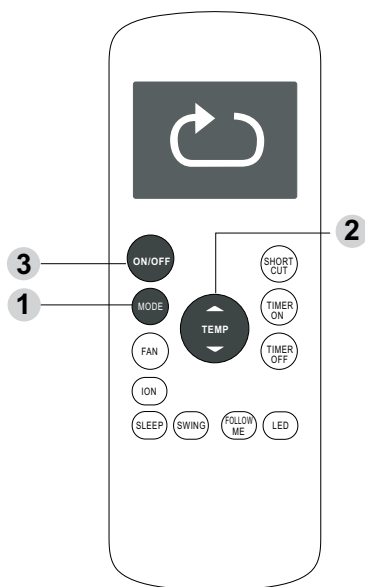 2
3
ON/OFF
SHORT
CUT
1
MODE
TEMP
TIMER
ON
FAN
TIMER
OFF
ION
SLEEP
SWING
FOLLOW
ME
LED